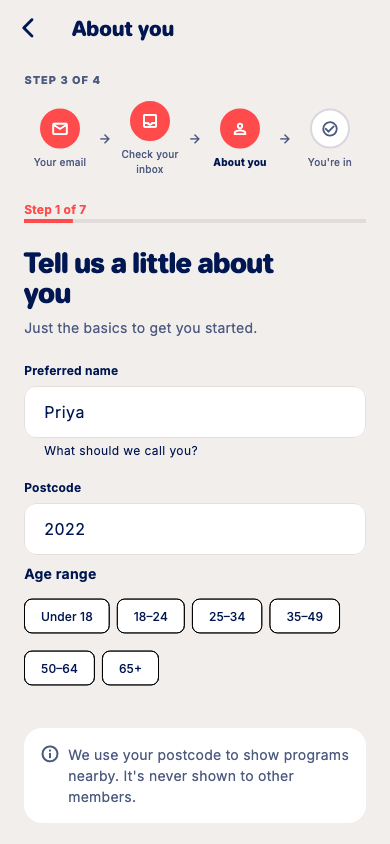 About you
STEP 3 OF 4
Your email
Check your
inbox
About you
You're in
Step 1 of 7
Tell us a little about
you
Just the basics to get you started.
Preferred name
Priya
What should we call you?
Postcode
2022
Age range
Under 18
18–24
25–34
35–49
50–64
65+
We use your postcode to show programs
nearby. It's never shown to other
members.